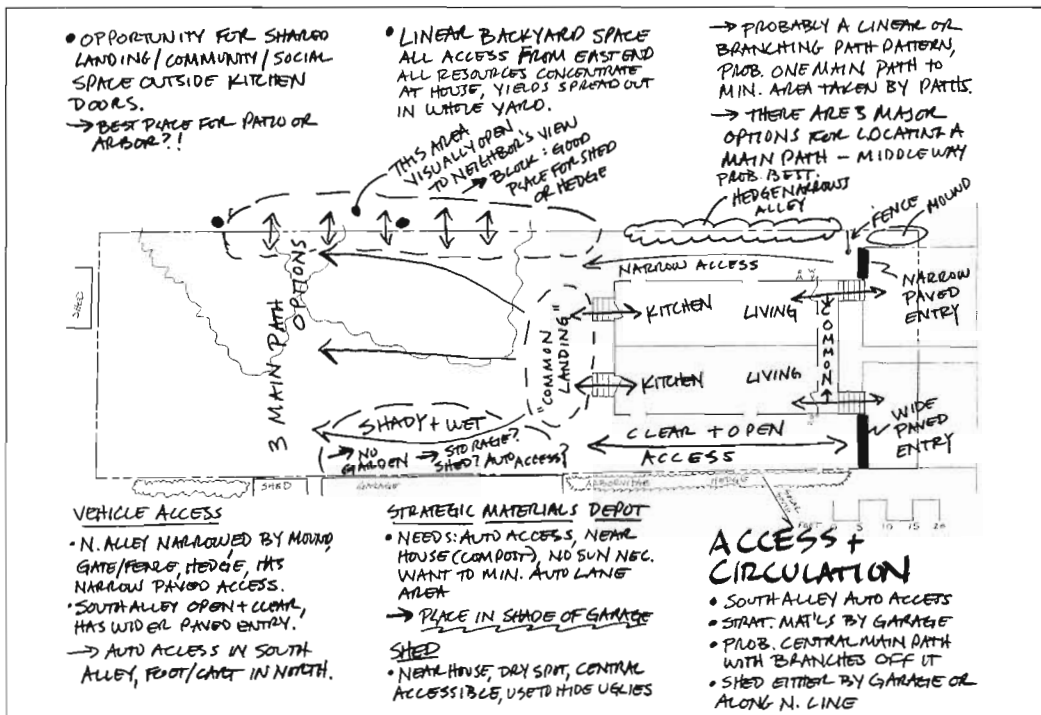 • OPPORTUNITY FOR SHARED
LANDING/COMMUNITY/SOCIAL
SPACE OUTSIDE KITCHEN
DOORS.
→ BEST PLACE FOR PATIO OR
ARBOR?!
• LINEAR BACKYARD SPACE
ALL ACCESS FROM EAST END
ALL RESOURCES CONCENTRATE
AT HOUSE, YIELDS SPREAD OUT
IN WHOLE YARD.
→ PROBABLY A LINEAR OR
BRANCHING PATH PATTERN,
PROB. ONE MAIN PATH TO
MIN. AREA TAKEN BY PATHS.
→ THERE ARE 3 MAJOR
OPTIONS FOR LOCATING A
MAIN PATH – MIDDLE WAY
PROB. BEST.
THIS AREA
VISUALLY OPEN
TO NEIGHBOR'S VIEW
→ BLOCK: GOOD
PLACE FOR SHED
OR HEDGE
HEDGE NARROWS
ALLEY
FENCE
MOUND
NARROW ACCESS
NARROW
PAVED
ENTRY
SHED
3 MAIN PATH
OPTIONS
"COMMON
LANDING"
KITCHEN
LIVING
COMMON
KITCHEN
LIVING
WIDE
PAVED
ENTRY
SHADY + WET
→ NO
GARDEN
→ STORAGE?
SHED? AUTO ACCESS?
CLEAR + OPEN
ACCESS
SHED
GARAGE
ARBORVITAE
HEDGE
FEET
0 5 10 15 20
VEHICLE ACCESS
• N. ALLEY NARROWED BY MOUND,
GATE/FENCE, HEDGE, HAS
NARROW PAVED ACCESS.
• SOUTH ALLEY OPEN + CLEAR,
HAS WIDER PAVED ENTRY.
→ AUTO ACCESS IN SOUTH
ALLEY, FOOT/CART IN NORTH.
STRATEGIC MATERIALS DEPOT
• NEEDS: AUTO ACCESS, NEAR
HOUSE (COMPOST), NO SUN NEC.
WANT TO MIN. AUTO LANE
AREA
→ PLACE IN SHADE OF GARAGE
SHED
• NEAR HOUSE, DRY SPOT, CENTRAL
ACCESSIBLE, USE TO HIDE UGLIES
ACCESS +
CIRCULATION
• SOUTH ALLEY AUTO ACCESS
• STRAT. MAT'LS BY GARAGE
• PROB. CENTRAL MAIN PATH
WITH BRANCHES OFF IT
• SHED EITHER BY GARAGE OR
ALONG N. LINE